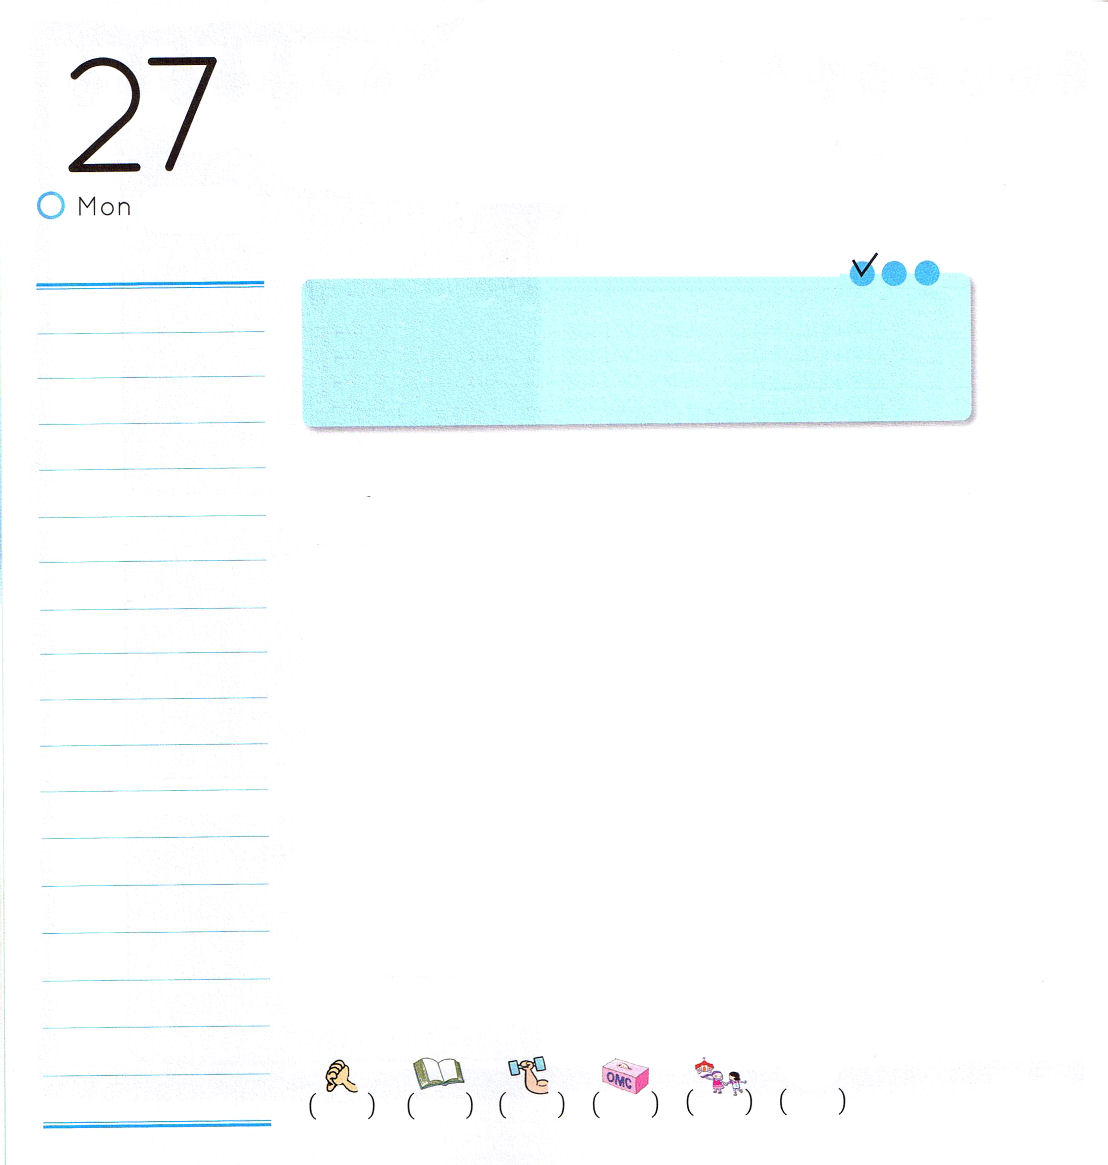 27
Mon
OMC
( ) ( ) ( ) ( ) ( ) ( )